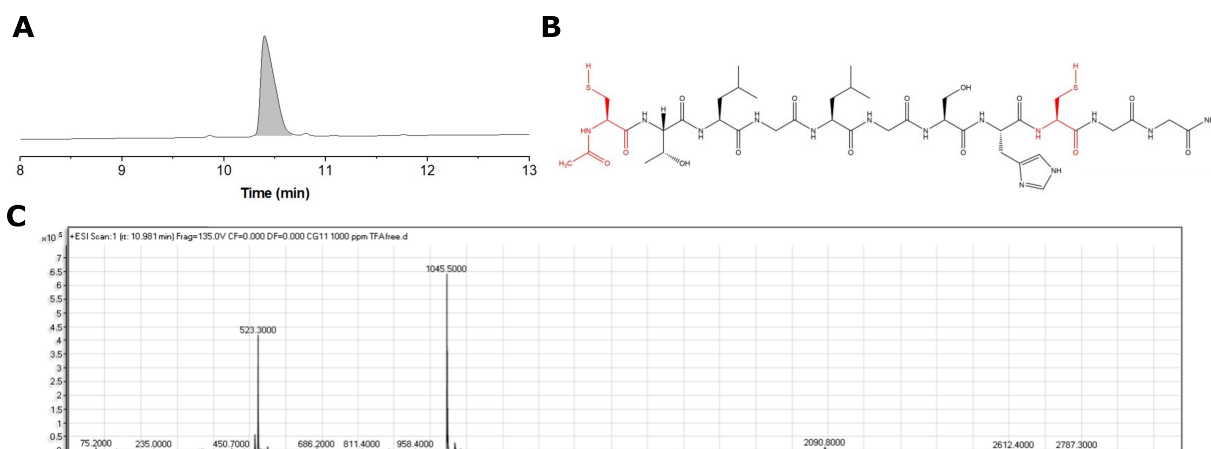 A
B
8 9 10 11 12 13
Time (min)
H
S
HN
O
H3C
O
H
N
H
OH
O
N
H
O
H
N
O
N
H
O
H
N
O
N
H
OH
O
H
N
O
N
NH
H
S
HN
O
H
N
O
N
H
O
C
x10 5
+ESI Scan:1 (rt: 10.981 min) Frag=135.0V CF=0.000 DF=0.000 CG11 1000 ppm TFAfree.d
7
6.5
6
5.5
5
4.5
4
3.5
3
2.5
2
1.5
1
0.5
1045.5000
523.3000
75.2000 235.0000 450.7000 686.2000 811.4000 958.4000 2090.8000 2612.4000 2787.3000